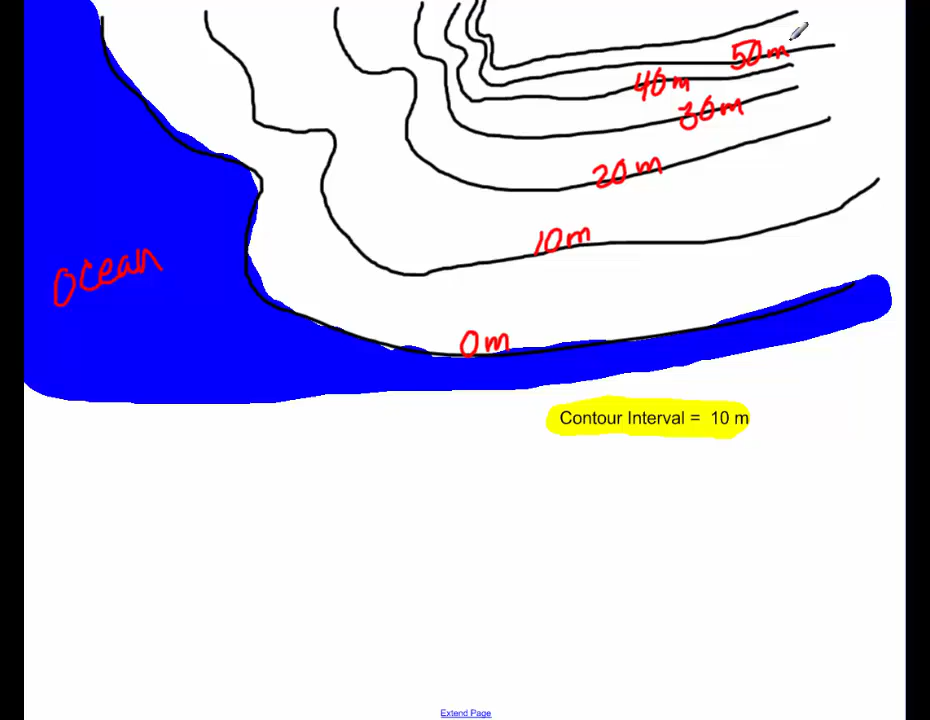 50m
40m
30m
20m
10m
Ocean
0m
Contour Interval = 10 m
Extend Page